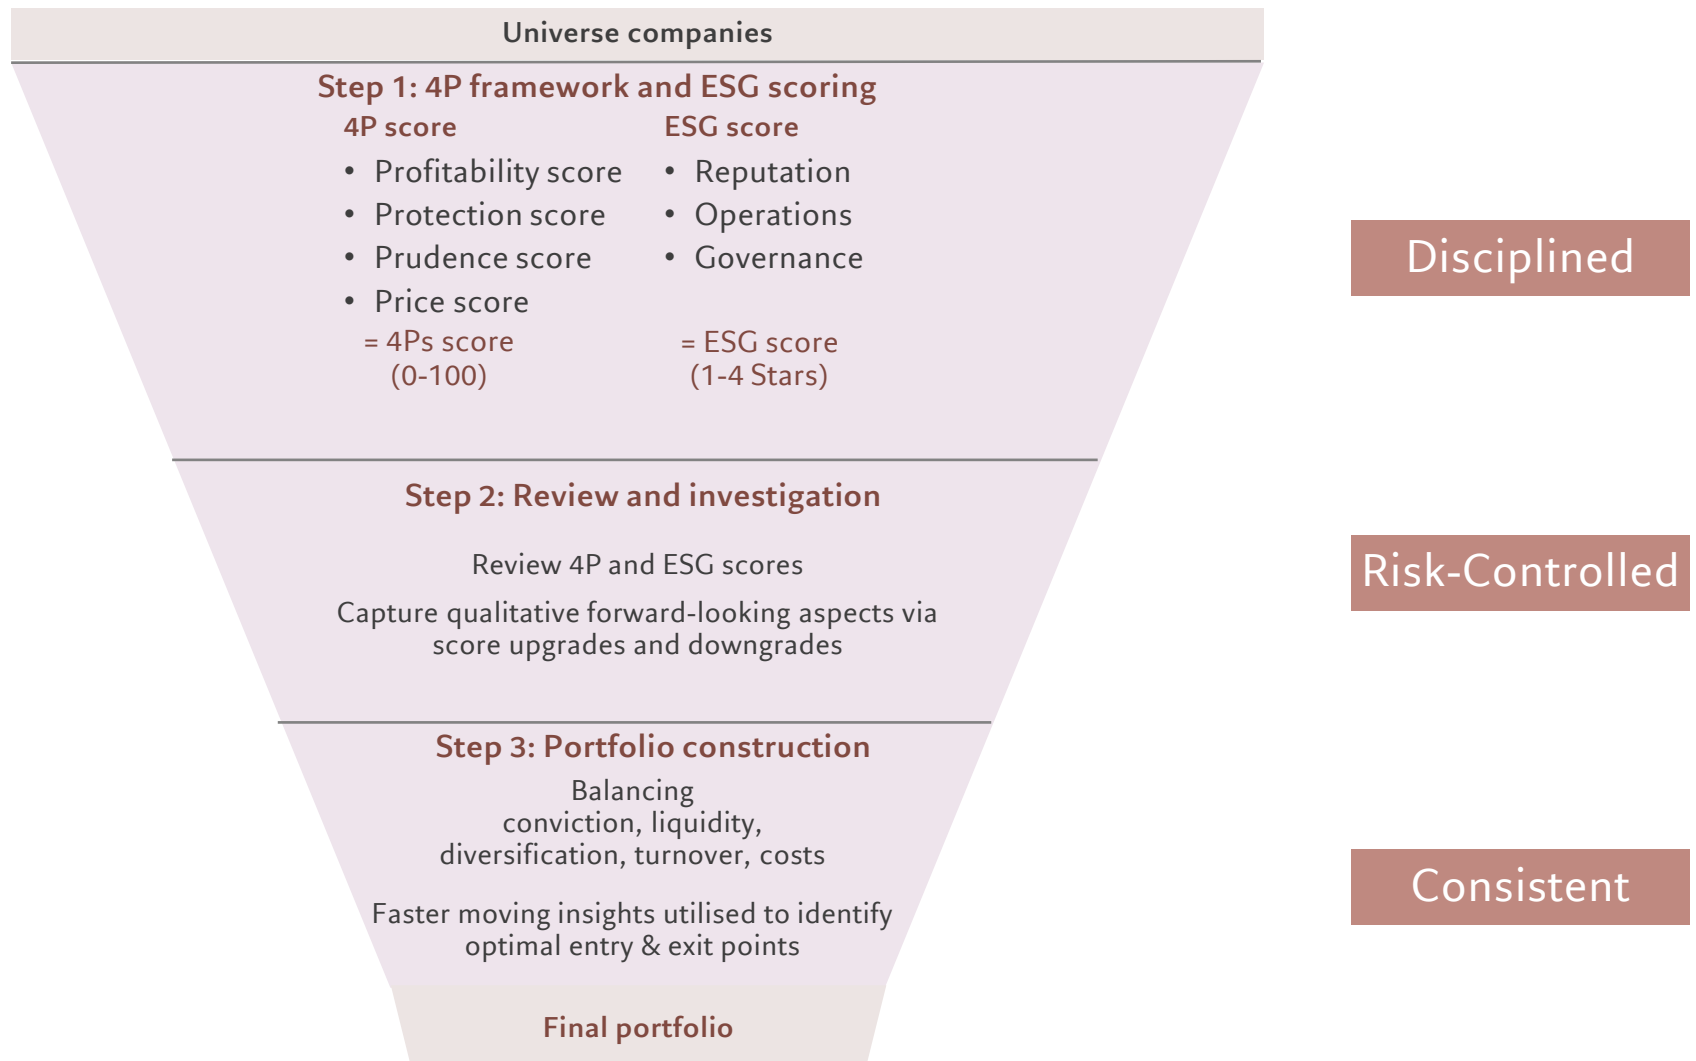 Universe companies
Step 1: 4P framework and ESG scoring
4P score
• Profitability score
• Protection score
• Prudence score
• Price score
= 4Ps score
(0-100)
ESG score
• Reputation
• Operations
• Governance
= ESG score
(1-4 Stars)
Disciplined
Step 2: Review and investigation
Review 4P and ESG scores
Capture qualitative forward-looking aspects via
score upgrades and downgrades
Risk-Controlled
Step 3: Portfolio construction
Balancing
conviction, liquidity,
diversification, turnover, costs
Faster moving insights utilised to identify
optimal entry & exit points
Consistent
Final portfolio